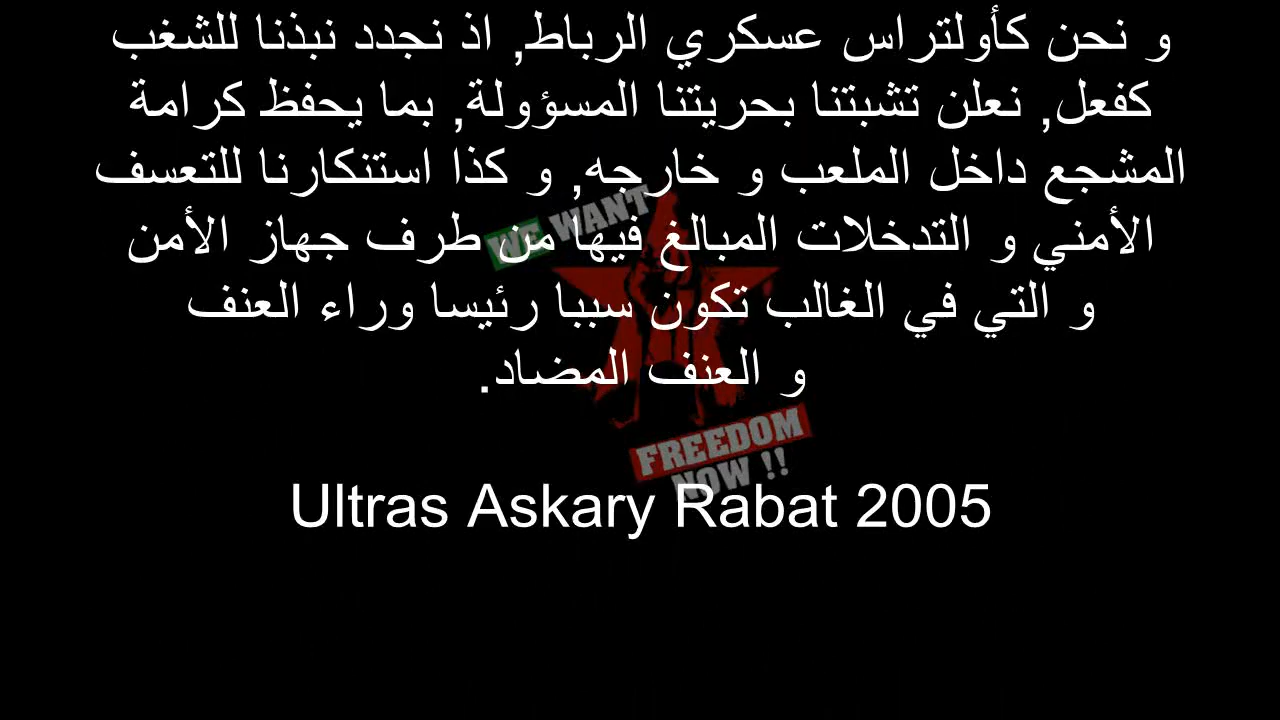 و نحن كأولتراس عسكري الرباط, اذ نجدد نبذنا للشغب
كفعل, نعلن تشبتنا بحريتنا المسؤولة, بما يحفظ كرامة
المشجع داخل الملعب و خارجه, و كذا استنكارنا للتعسف
الأمني و التدخلات المبالغ فيها من طرف جهاز الأمن
و التي في الغالب تكون سببا رئيسا وراء العنف
و العنف المضاد.
WE WANT
FREEDOM
NOW !!
Ultras Askary Rabat 2005